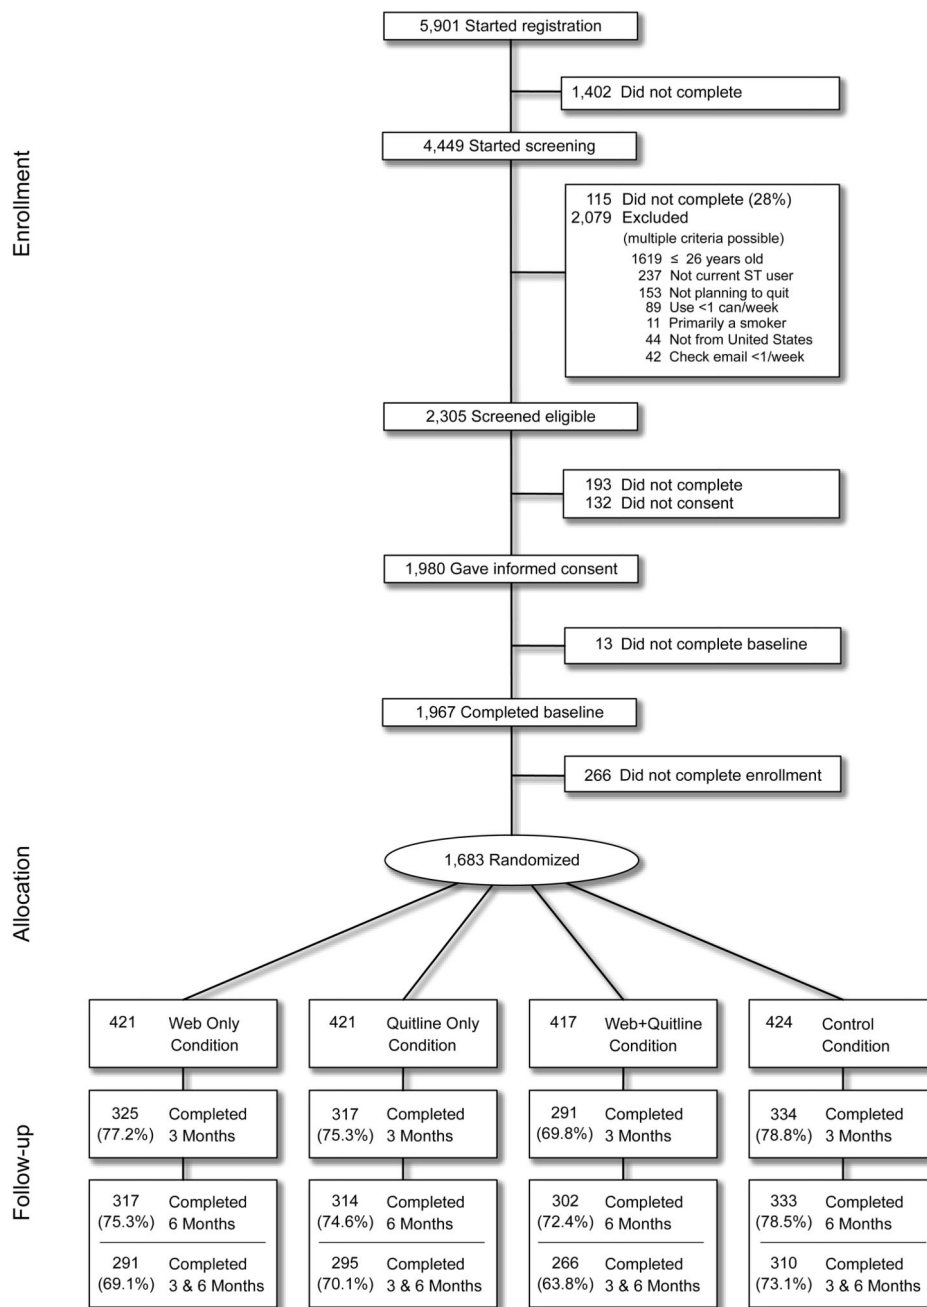 5,901 Started registration
1,402 Did not complete
4,449 Started screening
Enrollment
115 Did not complete (28%)
2,079 Excluded
(multiple criteria possible)
1619 ≤ 26 years old
237 Not current ST user
153 Not planning to quit
89 Use <1 can/week
11 Primarily a smoker
44 Not from United States
42 Check email <1/week
2,305 Screened eligible
193 Did not complete
132 Did not consent
1,980 Gave informed consent
13 Did not complete baseline
1,967 Completed baseline
266 Did not complete enrollment
Allocation
1,683 Randomized
421 Web Only
Condition
421 Quitline Only
Condition
417 Web+Quitline
Condition
424 Control
Condition
Follow-up
325 Completed
(77.2%) 3 Months
317 Completed
(75.3%) 3 Months
291 Completed
(69.8%) 3 Months
334 Completed
(78.8%) 3 Months
317 Completed
(75.3%) 6 Months
314 Completed
(74.6%) 6 Months
302 Completed
(72.4%) 6 Months
333 Completed
(78.5%) 6 Months
291 Completed
(69.1%) 3 & 6 Months
295 Completed
(70.1%) 3 & 6 Months
266 Completed
(63.8%) 3 & 6 Months
310 Completed
(73.1%) 3 & 6 Months